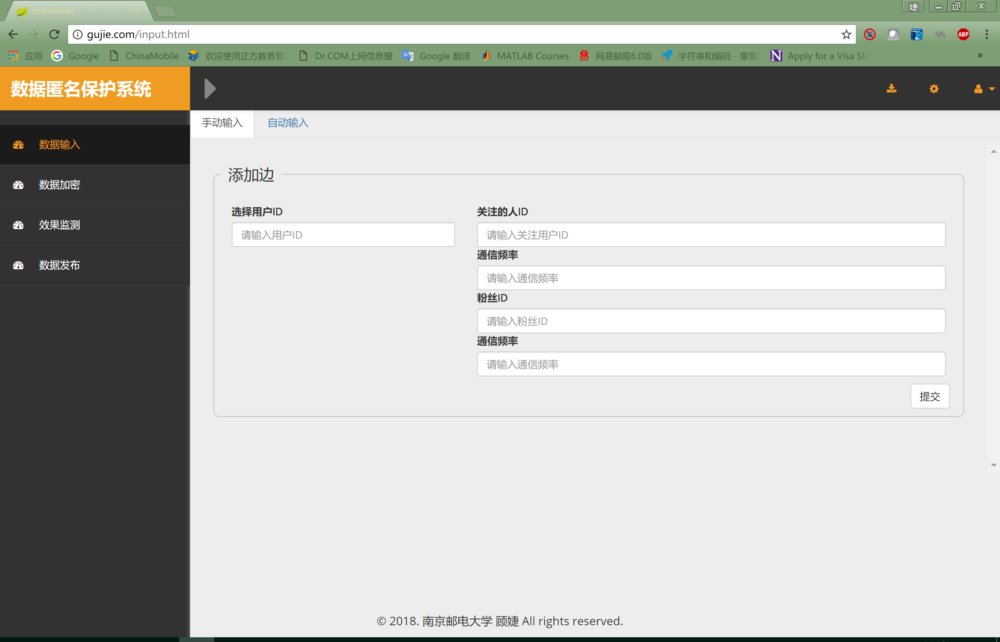 cssmoban
婕
gujie.com/input.html
ABP
应用 Google ChinaMobile 欢迎使用正方教务管 Dr.COM上网信息窗 Google 翻译 MATLAB Courses 网易邮箱6.0版 字符串和编码 - 廖雪 Apply for a Visa Sta »
数据匿名保护系统
手动输入 自动输入
数据输入
数据加密
效果监测
数据发布
添加边
选择用户ID 关注的人ID
请输入用户ID 请输入关注用户ID
通信频率
请输入通信频率
粉丝ID
请输入粉丝ID
通信频率
请输入通信频率
提交
© 2018. 南京邮电大学 顾婕 All rights reserved.